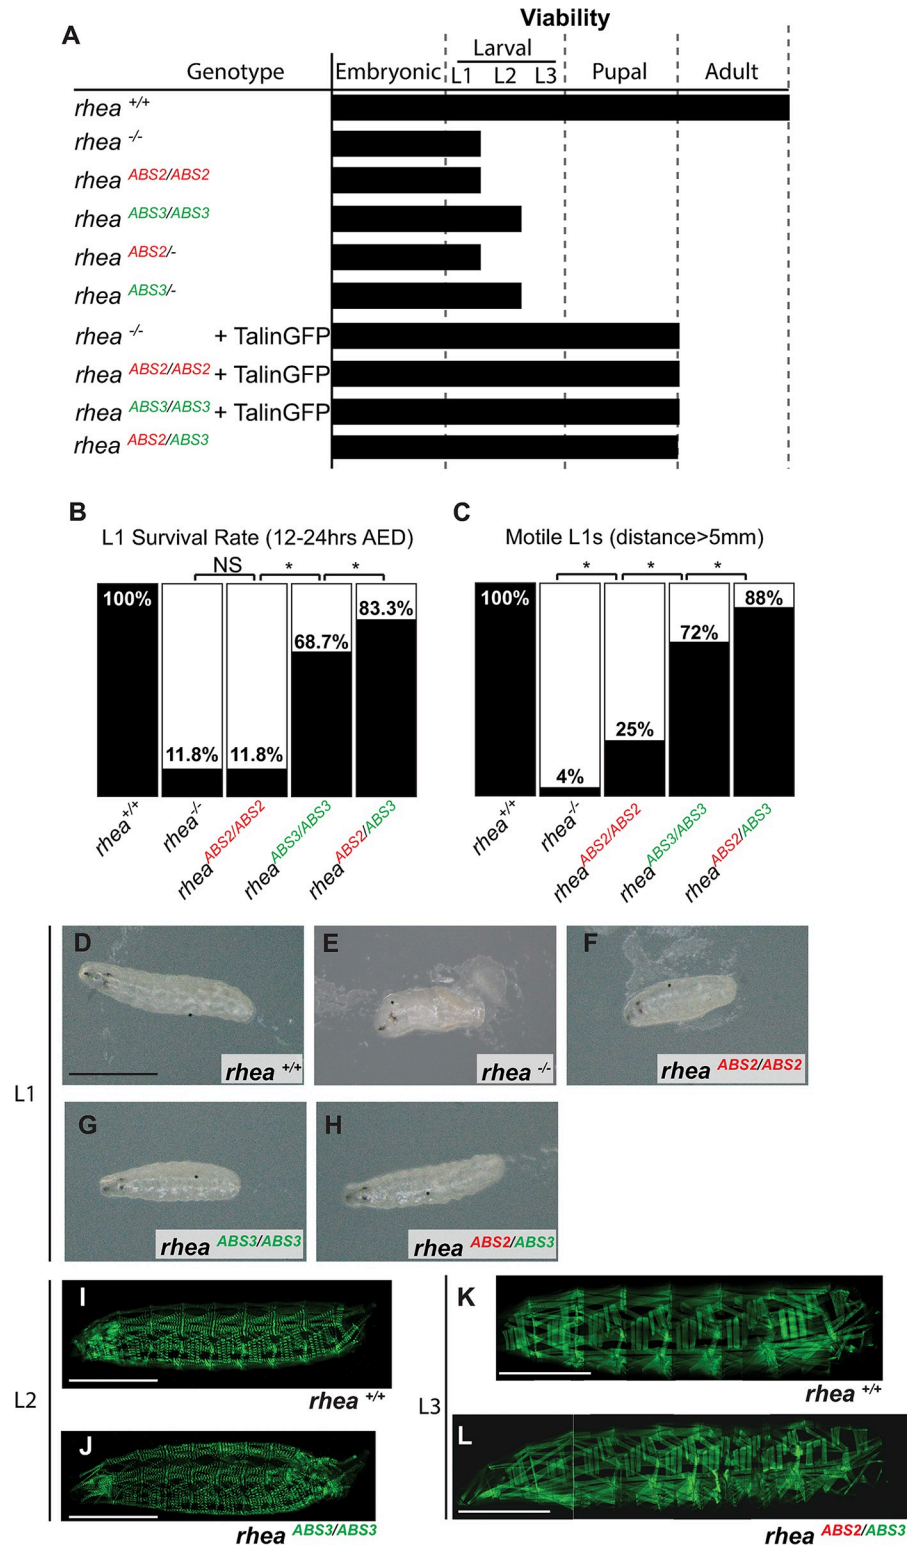 A
Viability
Larval
Genotype Embryonic L1 L2 L3 Pupal Adult
rhea +/+
rhea -/-
rhea ABS2/ABS2
rhea ABS3/ABS3
rhea ABS2/-
rhea ABS3/-
rhea -/- + TalinGFP
rhea ABS2/ABS2 + TalinGFP
rhea ABS3/ABS3 + TalinGFP
rhea ABS2/ABS3
B
L1 Survival Rate (12-24hrs AED)
NS * *
100% 11.8% 11.8% 68.7% 83.3%
rhea+/+ rhea-/- rheaABS2/ABS2 rheaABS3/ABS3 rheaABS2/ABS3
C
Motile L1s (distance>5mm)
* * *
100% 4% 25% 72% 88%
rhea+/+ rhea-/- rheaABS2/ABS2 rheaABS3/ABS3 rheaABS2/ABS3
L1
D
rhea +/+
E
rhea -/-
F
rhea ABS2/ABS2
G
rhea ABS3/ABS3
H
rhea ABS2/ABS3
L2
I
rhea +/+
J
rhea ABS3/ABS3
L3
K
rhea +/+
L
rhea ABS2/ABS3